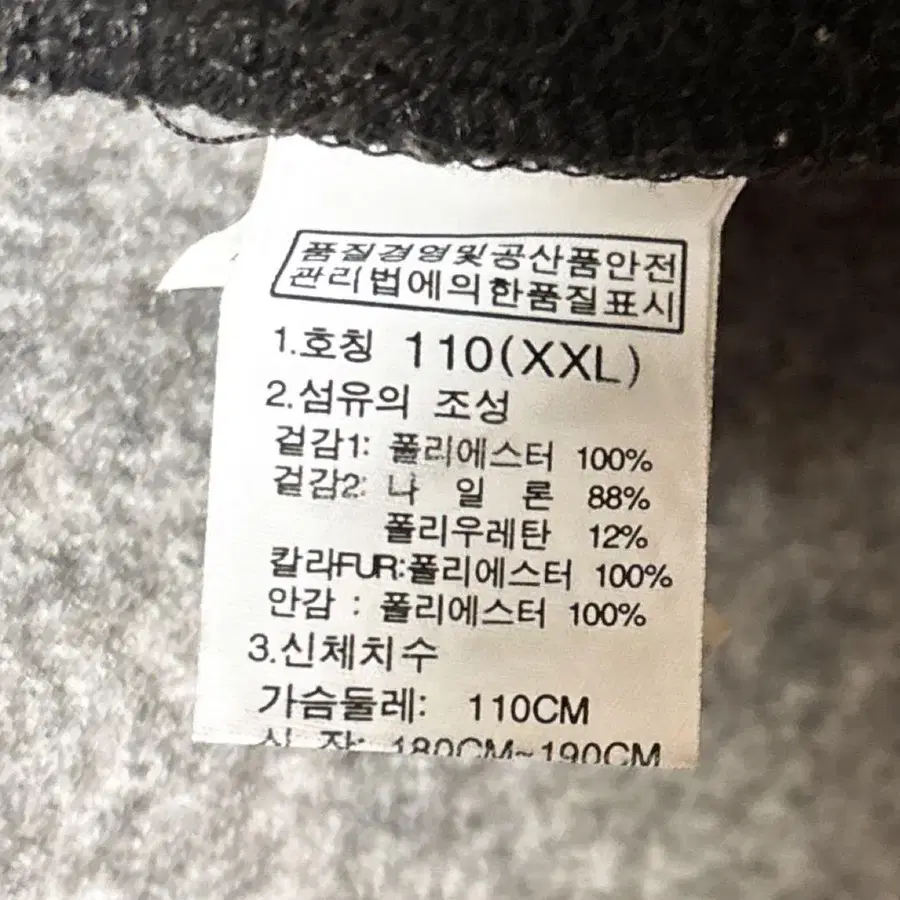 품질경영및공산품안전
관리법에의한품질표시
1.호칭 110(XXL)
2.섬유의 조성
겉감1: 폴리에스터 100%
겉감2: 나 일 론 88%
폴리우레탄 12%
칼라FUR:폴리에스터 100%
안감 : 폴리에스터 100%
3.신체치수
가슴둘레: 110CM
신 장: 180CM~190CM